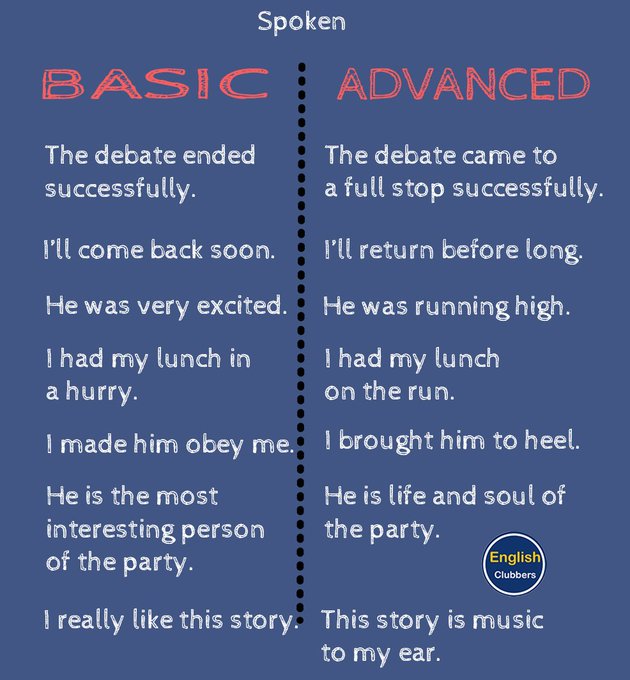 Spoken
BASIC
ADVANCED
The debate ended
successfully.
The debate came to
a full stop successfully.
I'll come back soon.
I'll return before long.
He was very excited.
He was running high.
I had my lunch in
a hurry.
I had my lunch
on the run.
I made him obey me.
I brought him to heel.
He is the most
interesting person
of the party.
He is life and soul of
the party.
English
Clubbers
I really like this story.
This story is music
to my ear.